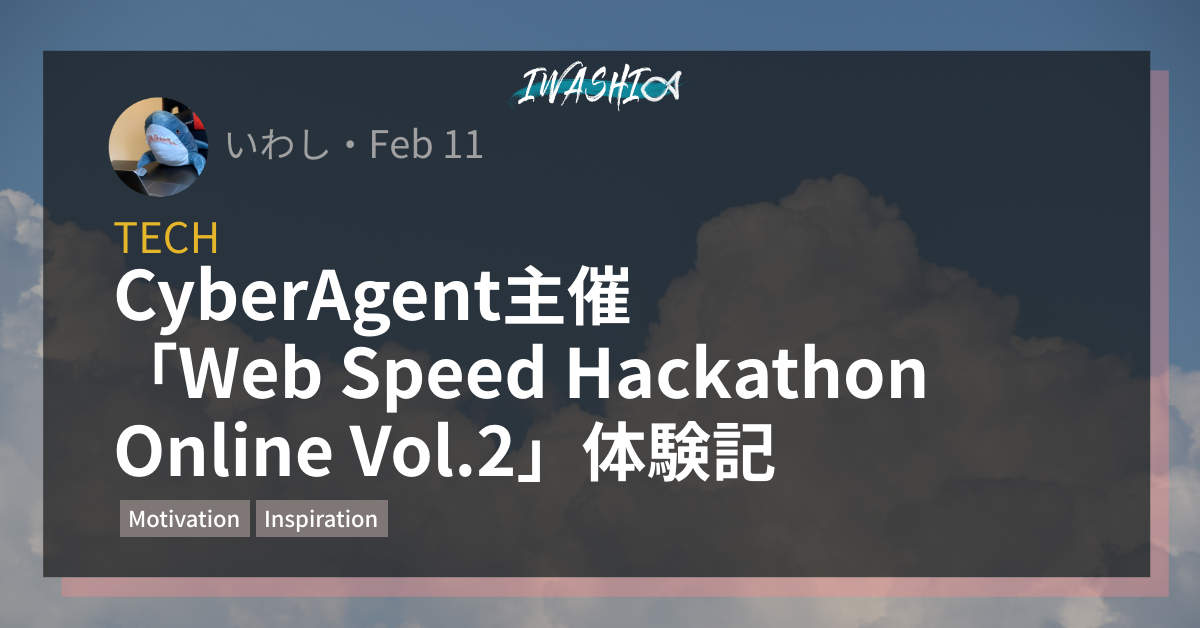 IWASHI
いわし・Feb 11
TECH
CyberAgent主催
「Web Speed Hackathon
Online Vol.2」体験記
Motivation
Inspiration